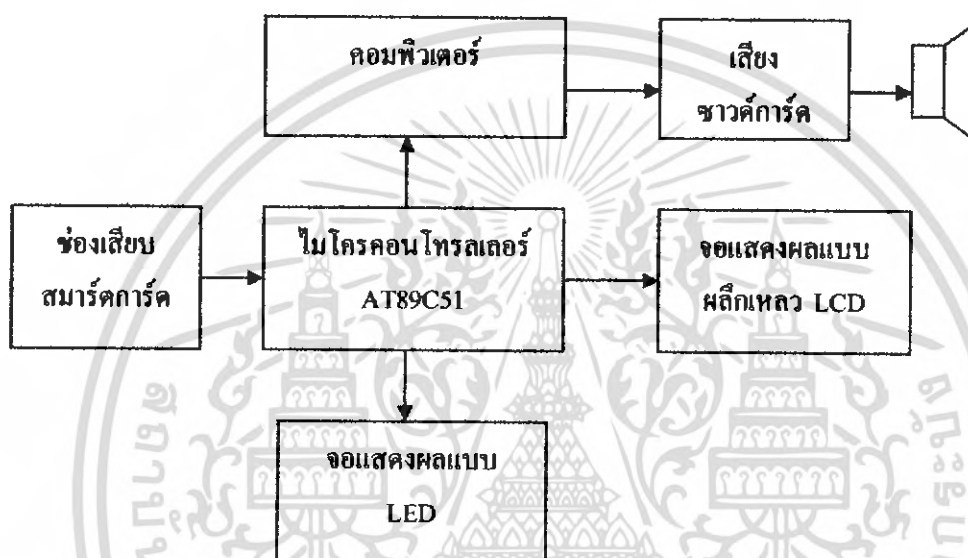 คอมพิวเตอร์
เสียง
ซาวด์การ์ด
ช่องเสียบ
สมาร์ตการ์ด
ไมโครคอนโทรลเลอร์
AT89C51
จอแสดงผลแบบ
ผลึกเหลว LCD
จอแสดงผลแบบ
LED